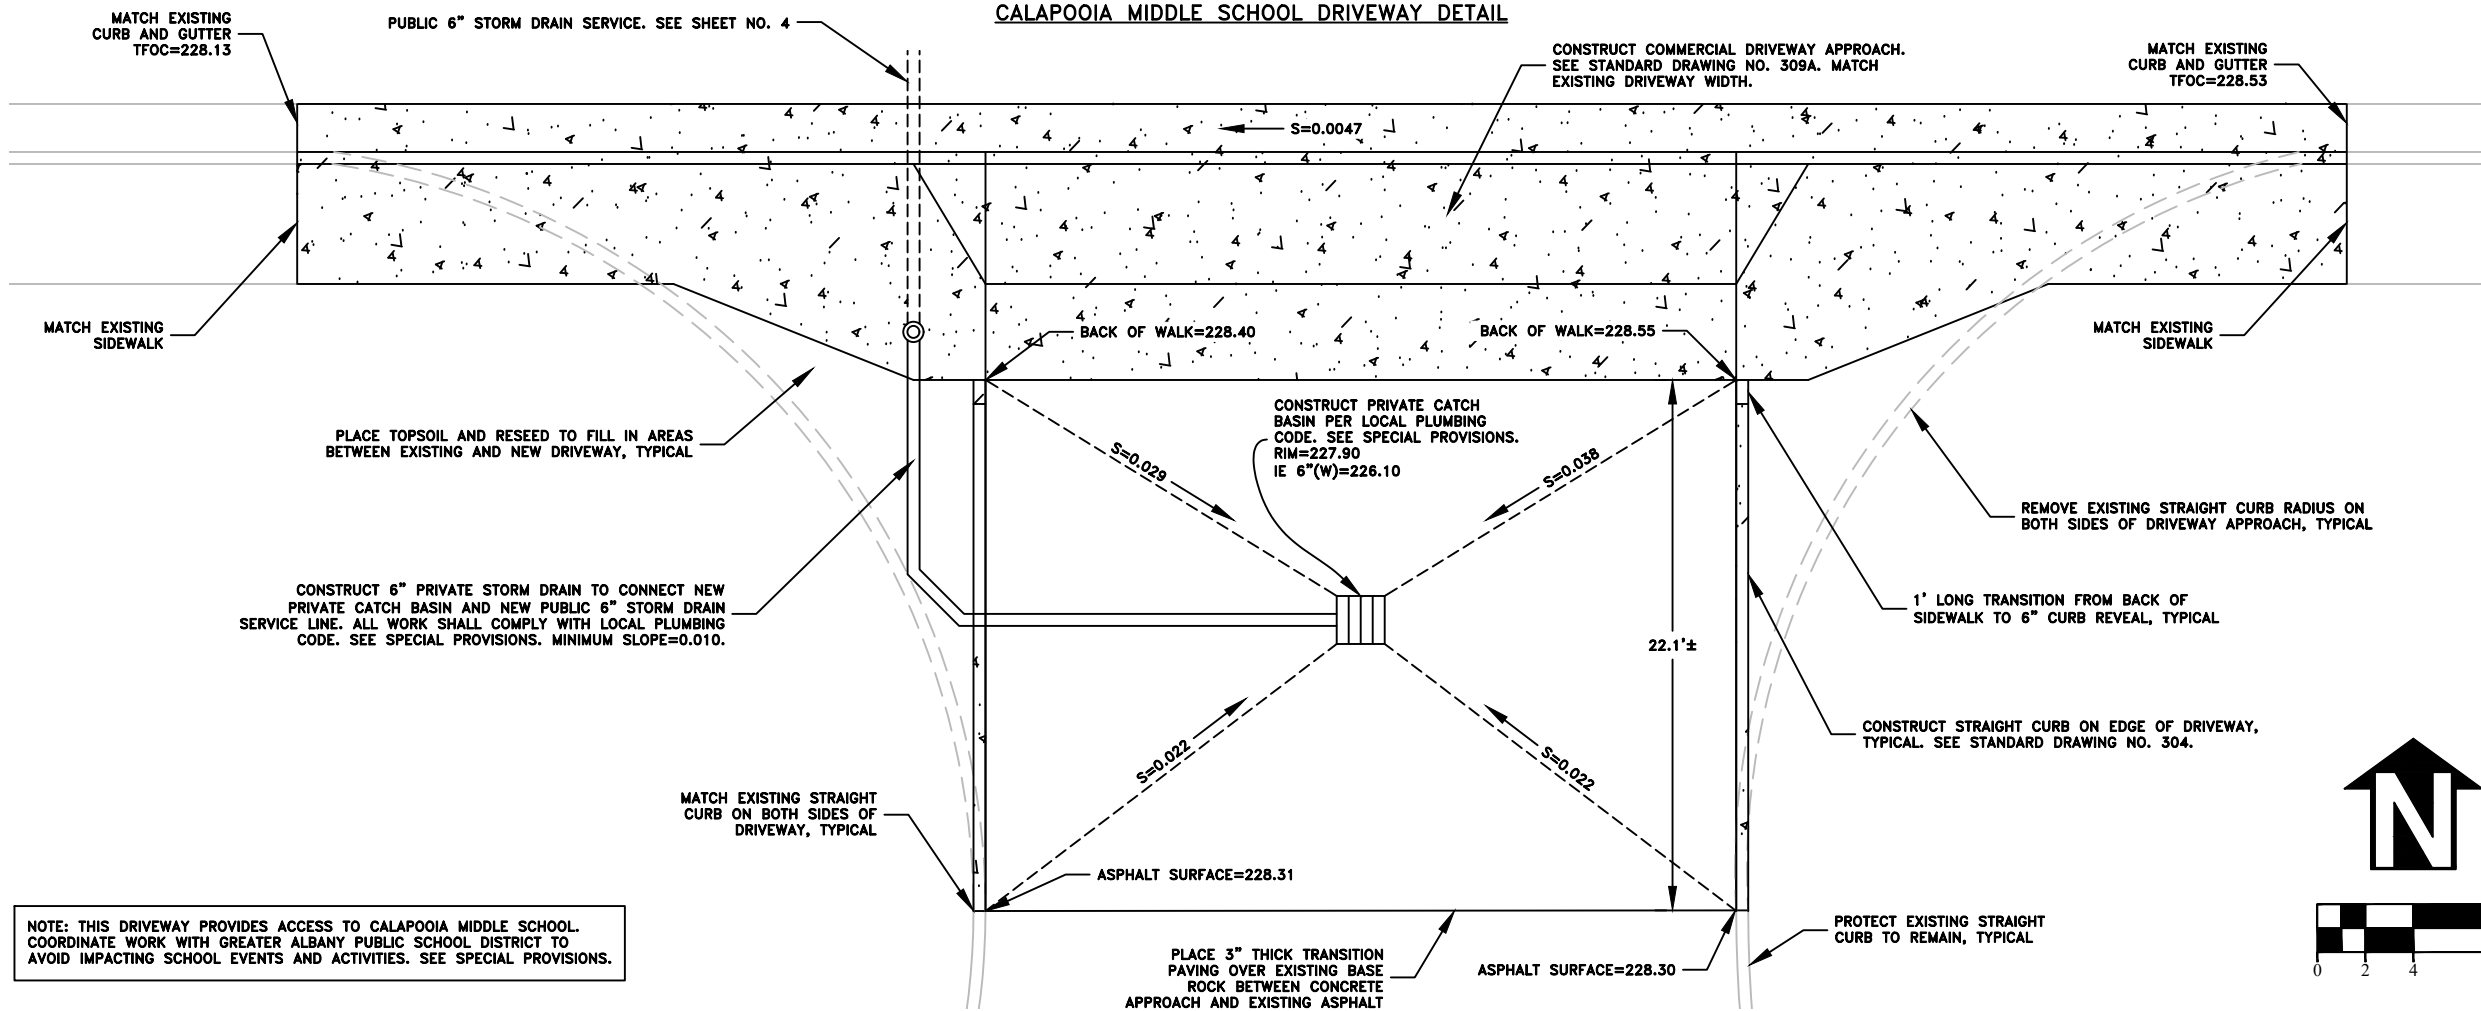 CALAPOOIA MIDDLE SCHOOL DRIVEWAY DETAIL
MATCH EXISTING
CURB AND GUTTER
TFOC=228.13
PUBLIC 6" STORM DRAIN SERVICE. SEE SHEET NO. 4
CONSTRUCT COMMERCIAL DRIVEWAY APPROACH.
SEE STANDARD DRAWING NO. 309A. MATCH
EXISTING DRIVEWAY WIDTH.
MATCH EXISTING
CURB AND GUTTER
TFOC=228.53
S=0.0047
MATCH EXISTING
SIDEWALK
BACK OF WALK=228.40
BACK OF WALK=228.55
MATCH EXISTING
SIDEWALK
PLACE TOPSOIL AND RESEED TO FILL IN AREAS
BETWEEN EXISTING AND NEW DRIVEWAY, TYPICAL
CONSTRUCT PRIVATE CATCH
BASIN PER LOCAL PLUMBING
CODE. SEE SPECIAL PROVISIONS.
RIM=227.90
IE 6"(W)=226.10
S=0.029
S=0.038
REMOVE EXISTING STRAIGHT CURB RADIUS ON
BOTH SIDES OF DRIVEWAY APPROACH, TYPICAL
CONSTRUCT 6" PRIVATE STORM DRAIN TO CONNECT NEW
PRIVATE CATCH BASIN AND NEW PUBLIC 6" STORM DRAIN
SERVICE LINE. ALL WORK SHALL COMPLY WITH LOCAL PLUMBING
CODE. SEE SPECIAL PROVISIONS. MINIMUM SLOPE=0.010.
1' LONG TRANSITION FROM BACK OF
SIDEWALK TO 6" CURB REVEAL, TYPICAL
22.1'±
S=0.022
S=0.022
CONSTRUCT STRAIGHT CURB ON EDGE OF DRIVEWAY,
TYPICAL. SEE STANDARD DRAWING NO. 304.
MATCH EXISTING STRAIGHT
CURB ON BOTH SIDES OF
DRIVEWAY, TYPICAL
N
ASPHALT SURFACE=228.31
NOTE: THIS DRIVEWAY PROVIDES ACCESS TO CALAPOOIA MIDDLE SCHOOL.
COORDINATE WORK WITH GREATER ALBANY PUBLIC SCHOOL DISTRICT TO
AVOID IMPACTING SCHOOL EVENTS AND ACTIVITIES. SEE SPECIAL PROVISIONS.
PLACE 3" THICK TRANSITION
PAVING OVER EXISTING BASE
ROCK BETWEEN CONCRETE
APPROACH AND EXISTING ASPHALT
ASPHALT SURFACE=228.30
PROTECT EXISTING STRAIGHT
CURB TO REMAIN, TYPICAL
0 2 4